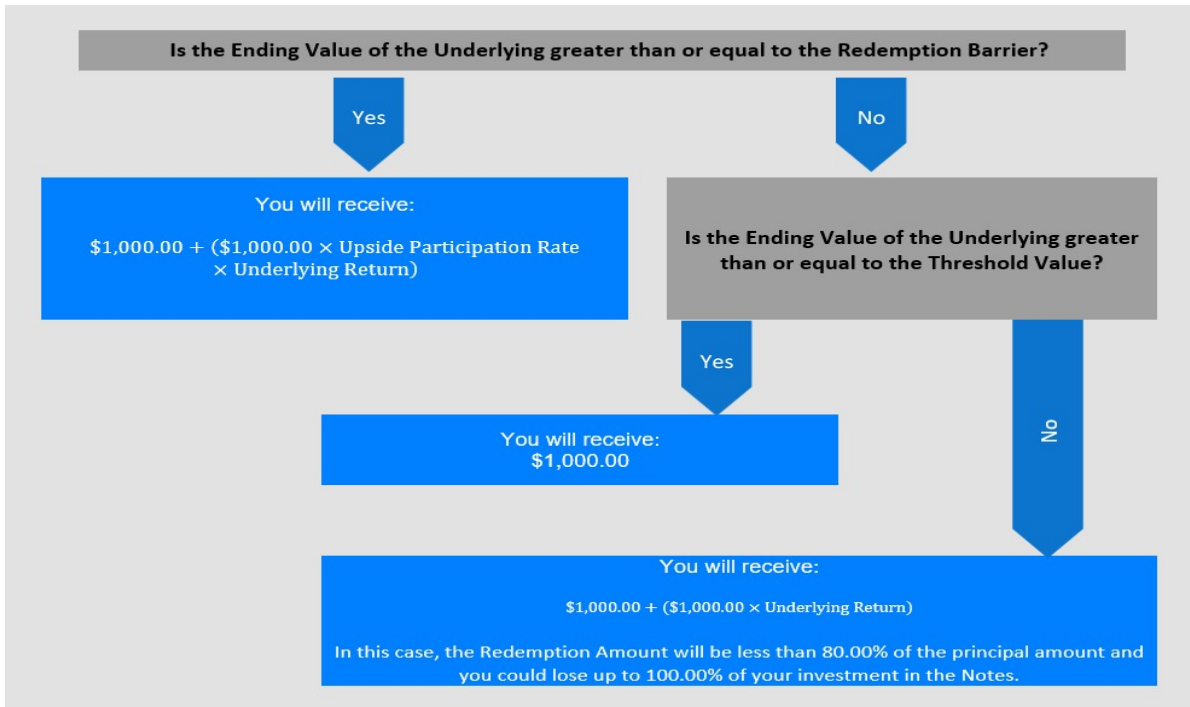 Is the Ending Value of the Underlying greater than or equal to the Redemption Barrier?
Yes
No
You will receive:
$1,000.00 + ($1,000.00 × Upside Participation Rate
× Underlying Return)
Is the Ending Value of the Underlying greater
than or equal to the Threshold Value?
Yes
No
You will receive:
$1,000.00
You will receive:
$1,000.00 + ($1,000.00 × Underlying Return)
In this case, the Redemption Amount will be less than 80.00% of the principal amount and
you could lose up to 100.00% of your investment in the Notes.